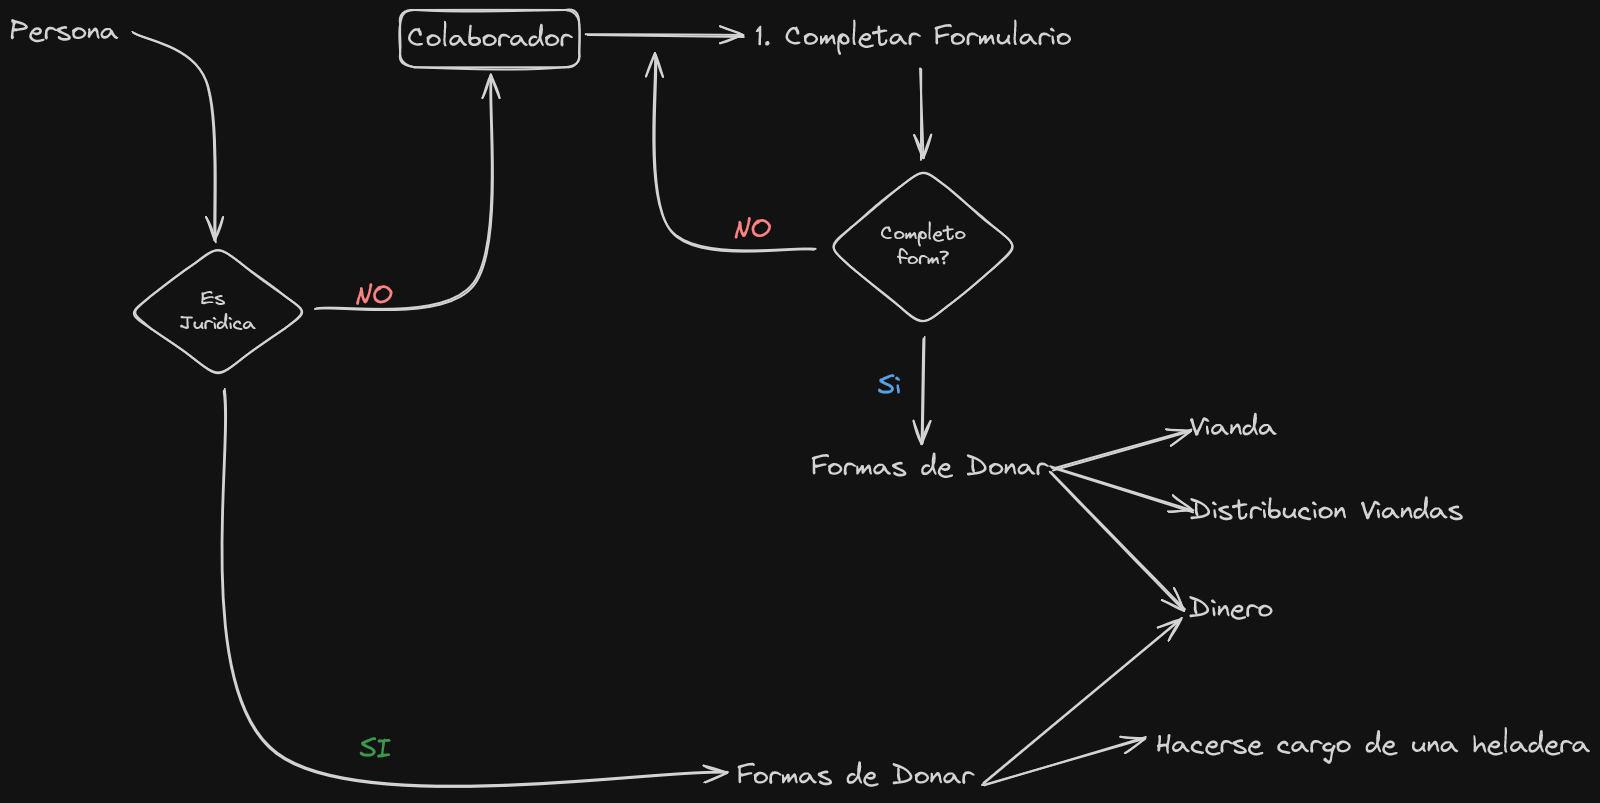 Persona
Colaborador
1. Completar Formulario
NO
Completo
form?
NO
Es
Juridica
Si
Formas de Donar
Vianda
Distribucion Viandas
Dinero
SI
Formas de Donar
Hacerse cargo de una heladera